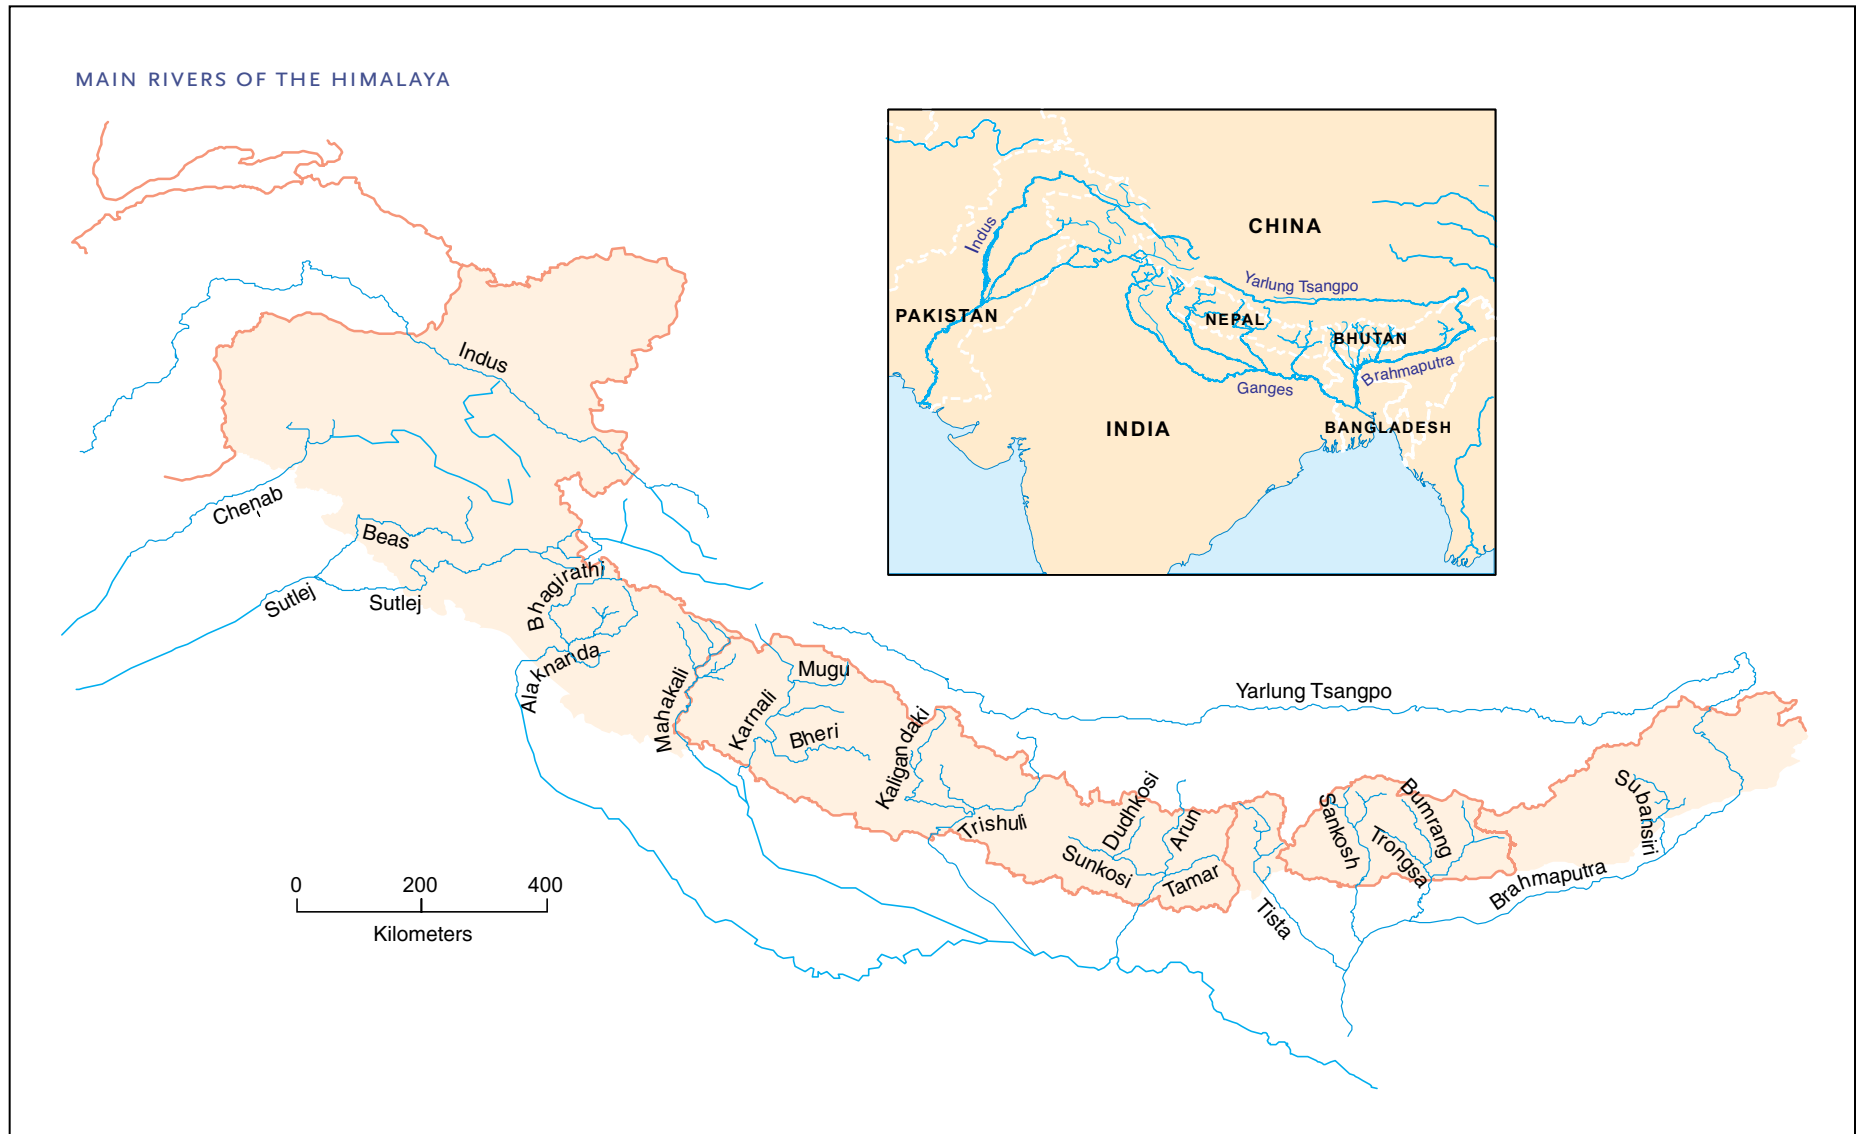 MAIN RIVERS OF THE HIMALAYA
Indus
CHINA
Yarlung Tsangpo
PAKISTAN
NEPAL
BHUTAN
Brahmaputra
Ganges
INDIA
BANGLADESH
Indus
Chenab
Beas
Sutlej
Sutlej
Bhagirathi
Alaknanda
Mahakali
Karnali
Mugu
Bheri
Kaligandaki
Trishuli
Yarlung Tsangpo
Dudhkosi
Sunkosi
Arun
Tamar
Tista
Sankosh
Trongsa
Bumrang
Subansiri
Brahmaputra
0 200 400
Kilometers